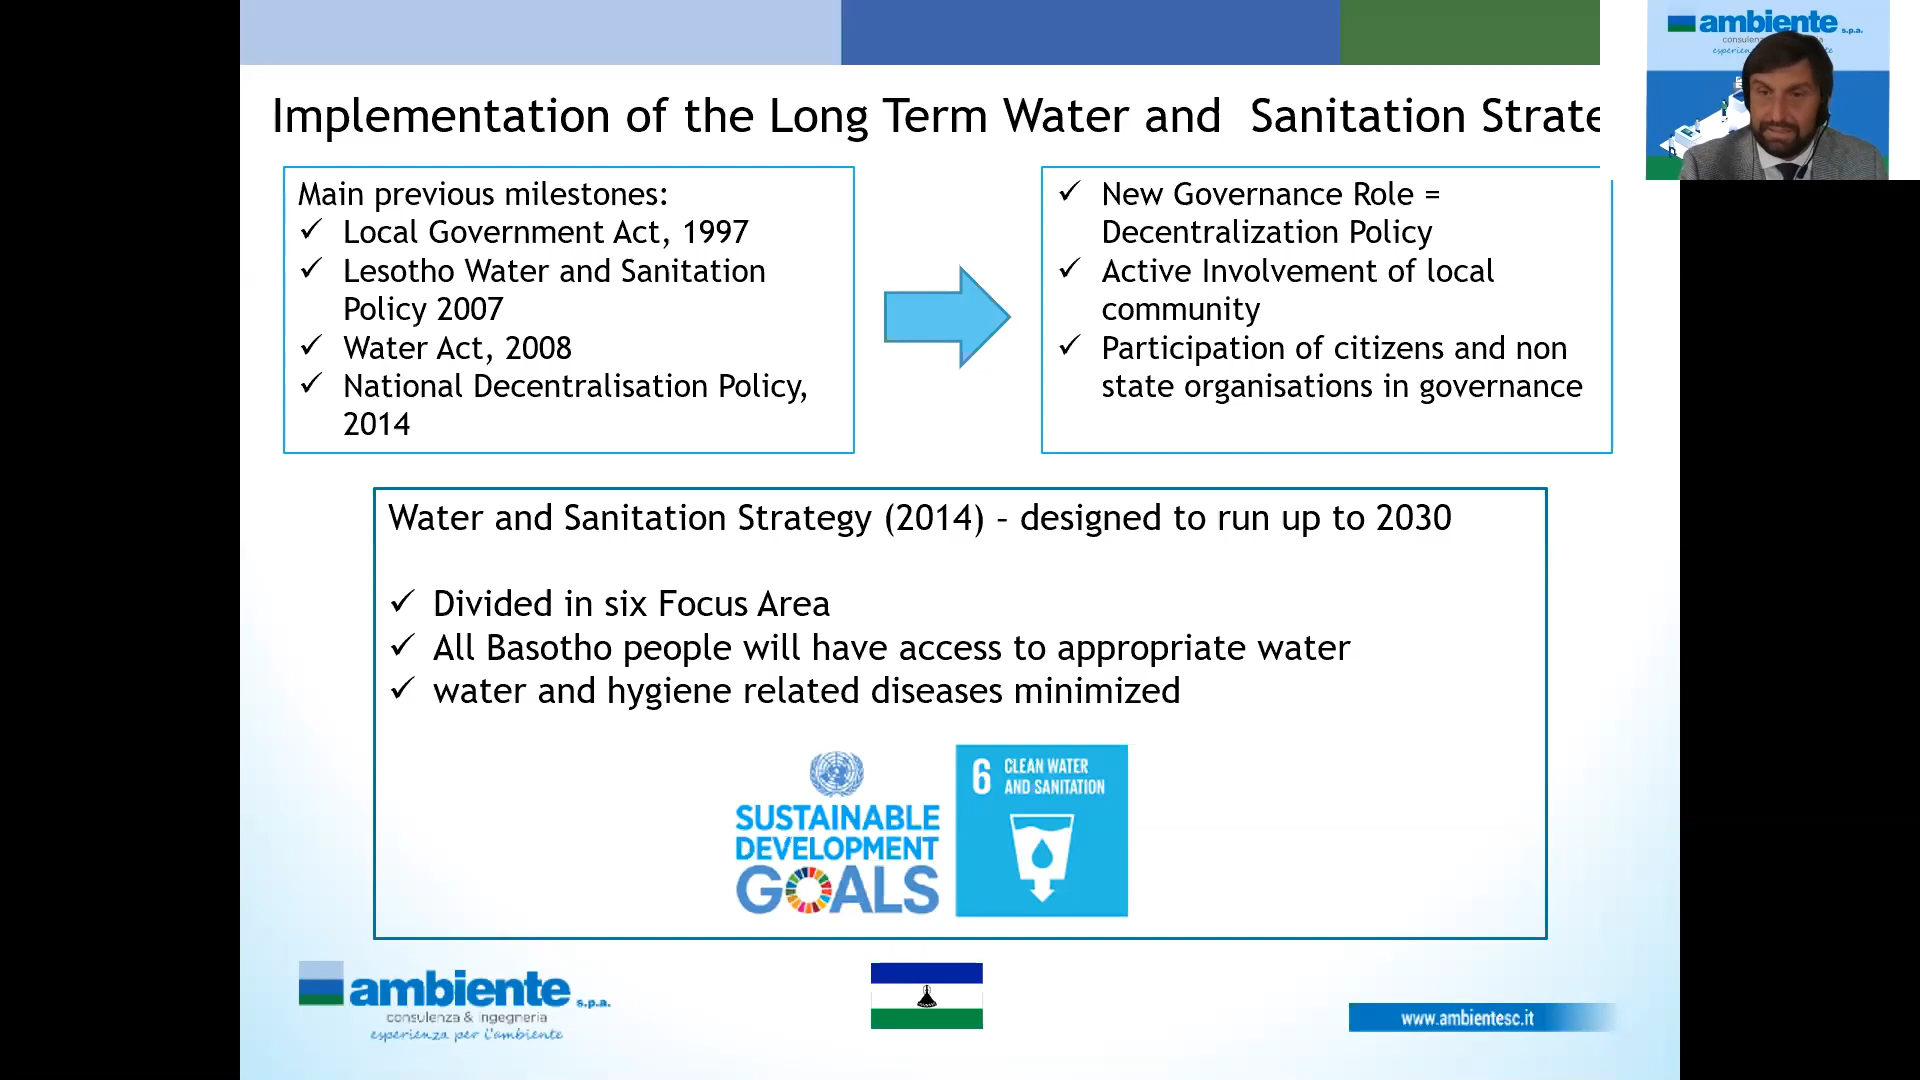 Implementation of the Long Term Water and Sanitation Strate
Main previous milestones:
✓ Local Government Act, 1997
✓ Lesotho Water and Sanitation
Policy 2007
✓ Water Act, 2008
✓ National Decentralisation Policy,
2014
✓ New Governance Role =
Decentralization Policy
✓ Active Involvement of local
community
✓ Participation of citizens and non
state organisations in governance
Water and Sanitation Strategy (2014) – designed to run up to 2030
✓ Divided in six Focus Area
✓ All Basotho people will have access to appropriate water
✓ water and hygiene related diseases minimized
SUSTAINABLE
DEVELOPMENT
GOALS
6 CLEAN WATER
AND SANITATION
ambiente s.p.a.
consulenza & ingegneria
esperienza per l'ambiente
www.ambientesc.it
ambiente s.p.a.